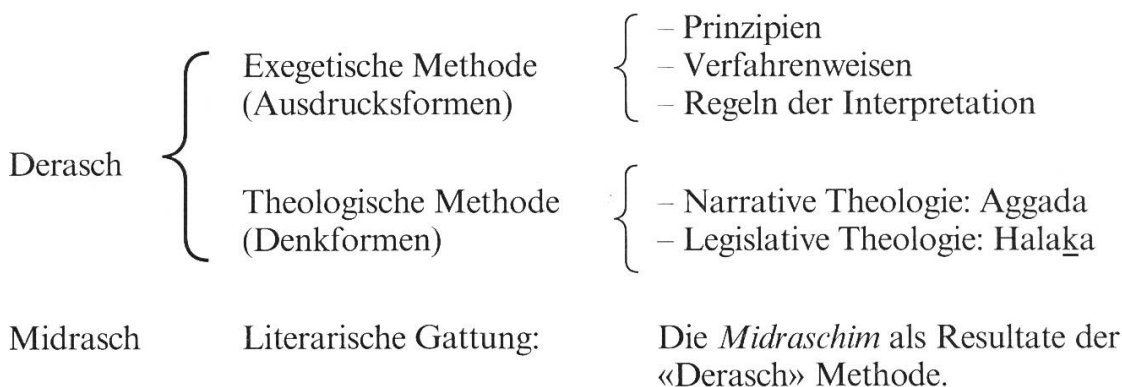 – Prinzipien
Exegetische Methode
– Verfahrenweisen
(Ausdrucksformen)
– Regeln der Interpretation
Derasch
Theologische Methode
– Narrative Theologie: Aggada
(Denkformen)
– Legislative Theologie: Halaḵa
Midrasch Literarische Gattung: Die Midraschim als Resultate der
«Derasch» Methode.